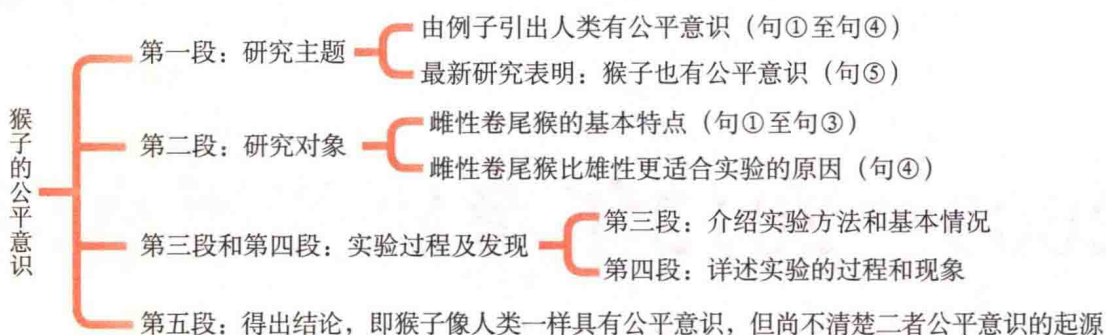 猴子的公平意识
第一段：研究主题
由例子引出人类有公平意识（句①至句④）
最新研究表明：猴子也有公平意识（句⑤）
第二段：研究对象
雌性卷尾猴的基本特点（句①至句③）
雌性卷尾猴比雄性更适合实验的原因（句④）
第三段和第四段：实验过程及发现
第三段：介绍实验方法和基本情况
第四段：详述实验的过程和现象
第五段：得出结论，即猴子像人类一样具有公平意识，但尚不清楚二者公平意识的起源